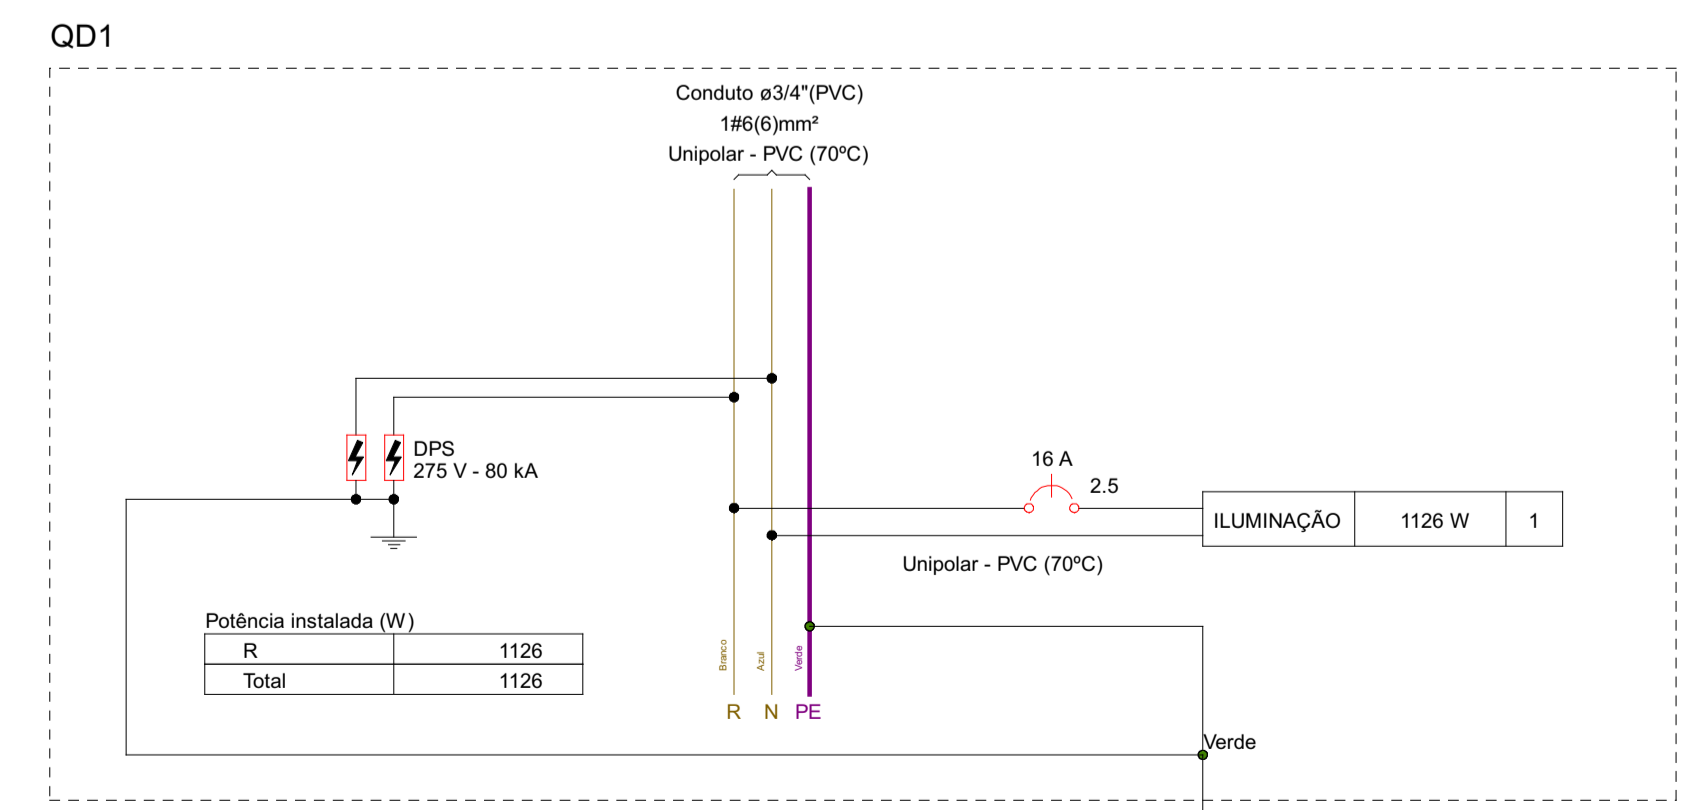 QD1
Conduto ø3/4"(PVC)
1#6(6)mm²
Unipolar - PVC (70ºC)
DPS
275 V - 80 kA
16 A
2.5
ILUMINAÇÃO 1126 W 1
Unipolar - PVC (70ºC)
Potência instalada (W)
R 1126
Total 1126
Branco
Azul
Verde
R N PE
Verde